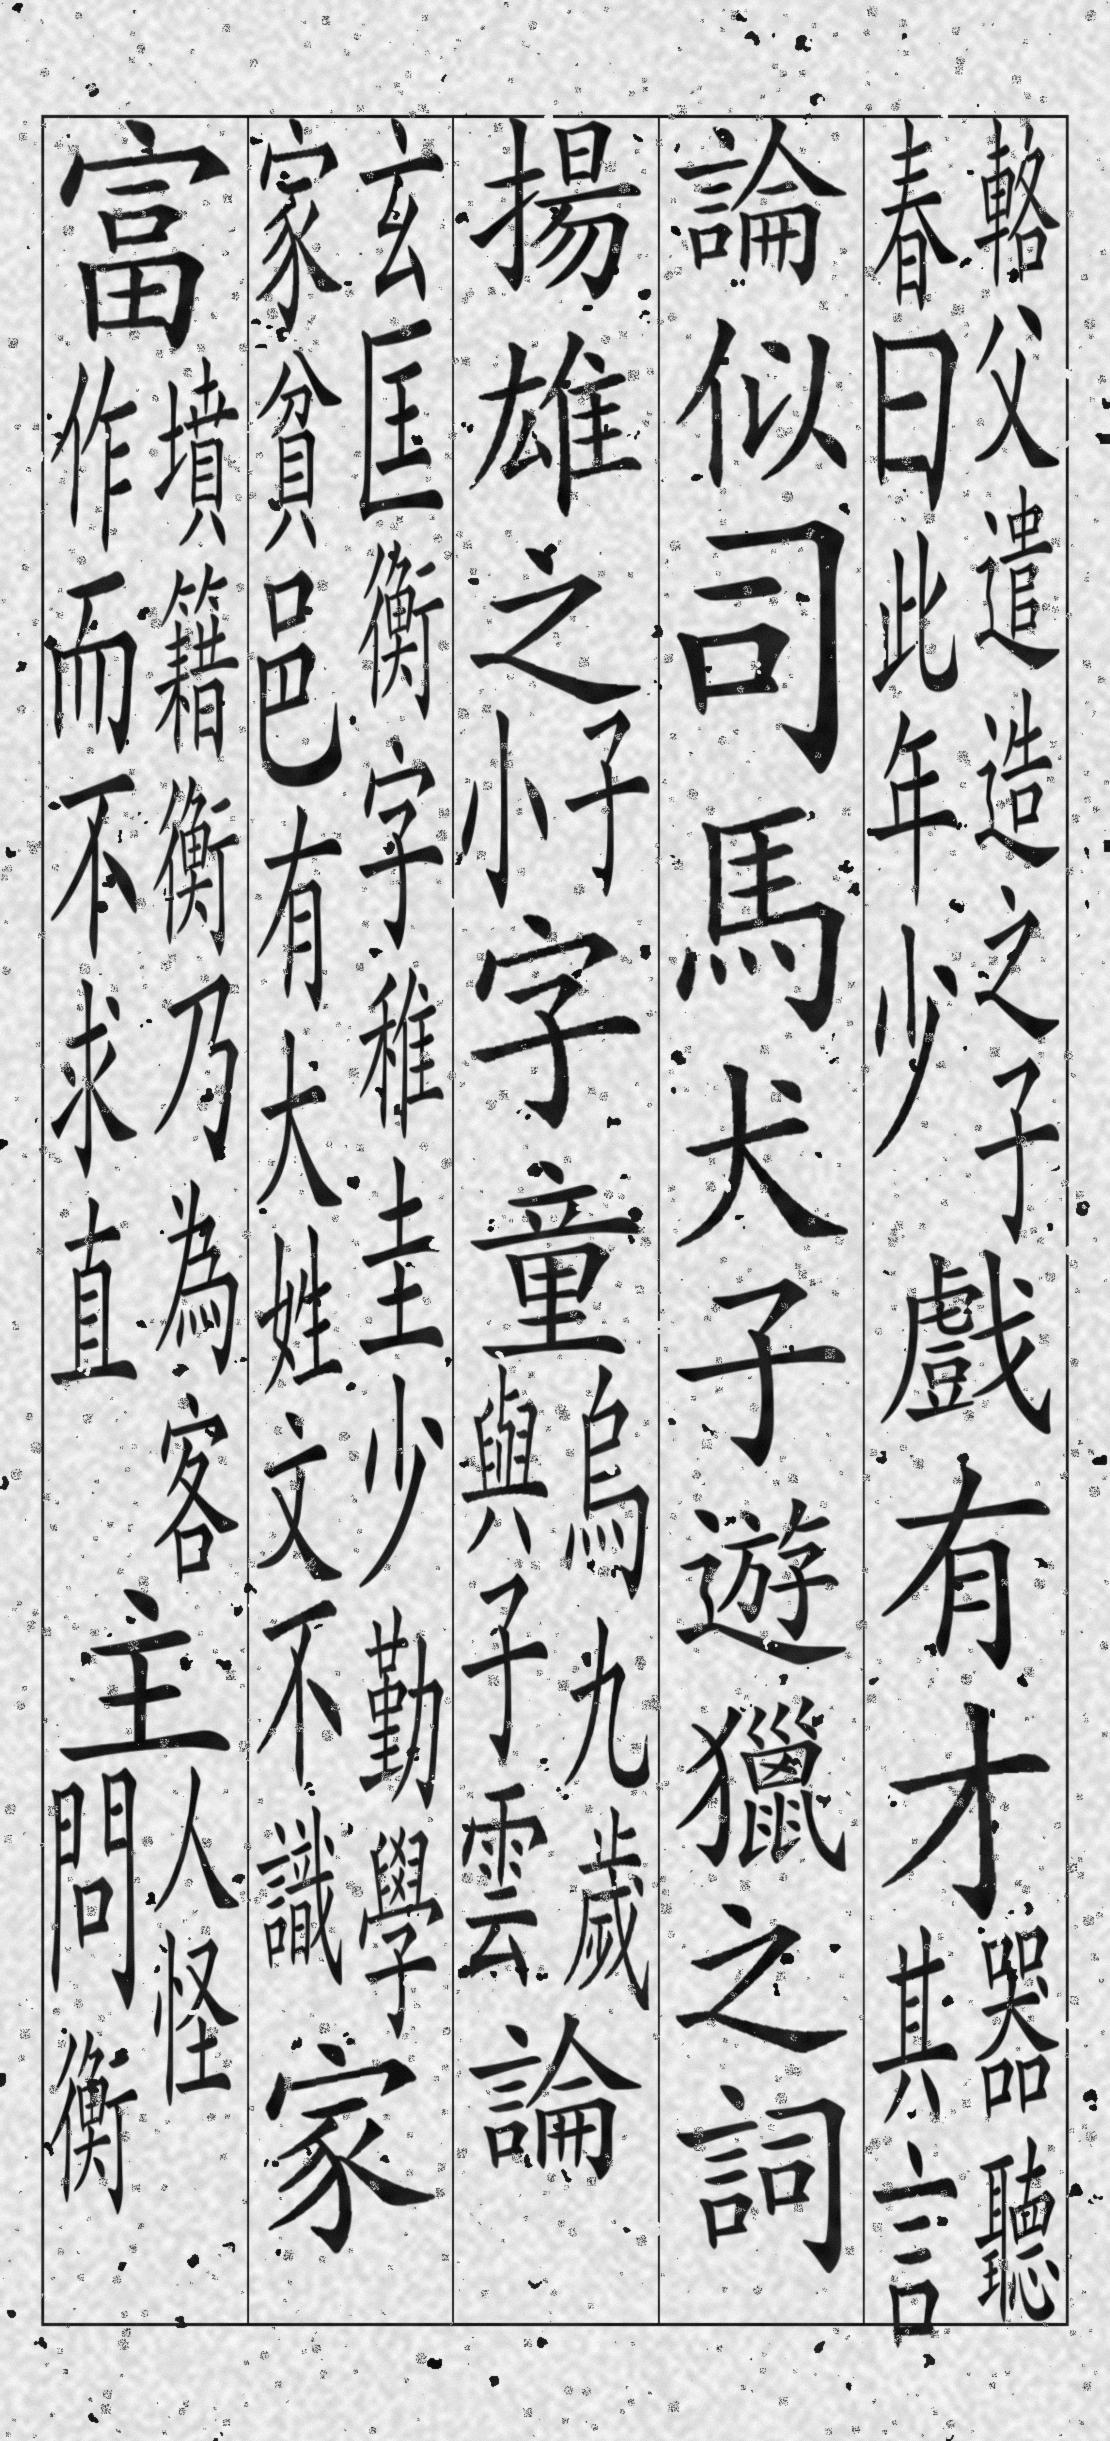 輅父遣造之子春曰此年少戲有才器聽其言
論似司馬犬子遊獵之詞
揚雄之子小字童烏九歲與子雲論
玄匡衡字稚圭少勤學家貧邑有大姓文不識家
富墳籍衡乃為客作而不求直主人怪問衡